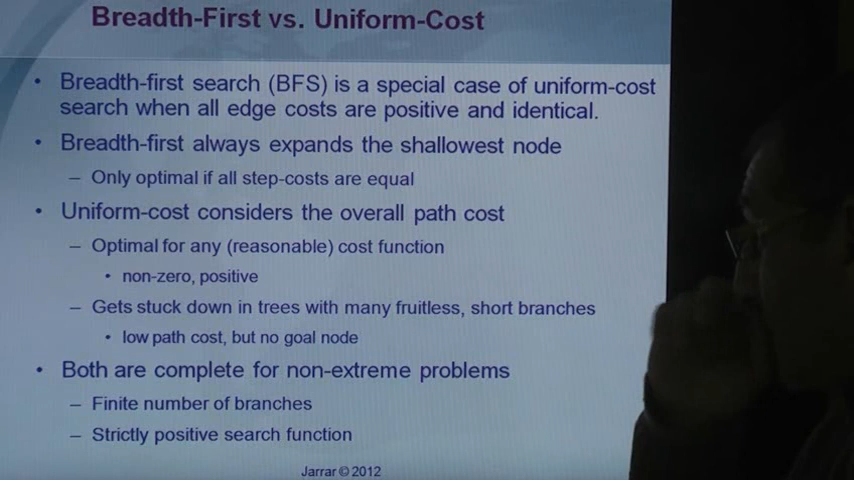 Breadth-First vs. Uniform-Cost
• Breadth-first search (BFS) is a special case of uniform-cost
search when all edge costs are positive and identical.
• Breadth-first always expands the shallowest node
– Only optimal if all step-costs are equal
• Uniform-cost considers the overall path cost
– Optimal for any (reasonable) cost function
• non-zero, positive
– Gets stuck down in trees with many fruitless, short branches
• low path cost, but no goal node
• Both are complete for non-extreme problems
– Finite number of branches
– Strictly positive search function
Jarrar © 2012